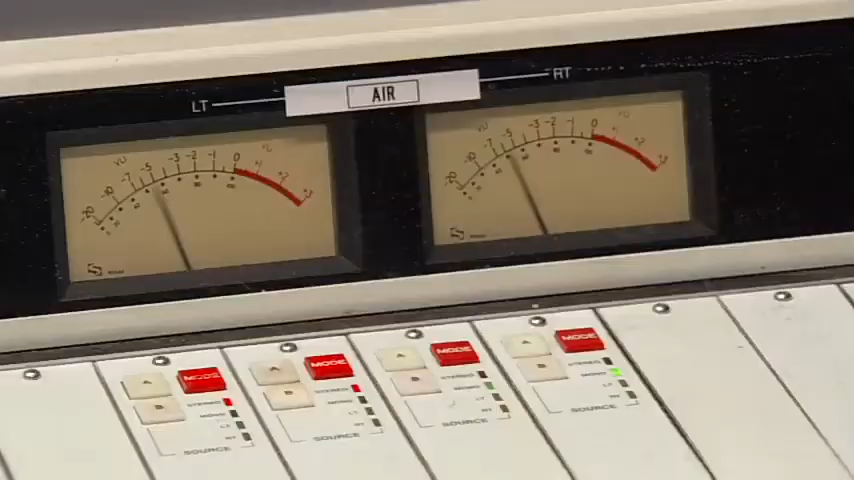 LT AIR RT
VU
-20 -10 -7 -5 -3 -2 -1 0 +1 +2 +3
VU
-20 -10 -7 -5 -3 -2 -1 0 +1 +2 +3
A MODE
B STEREO
MONO
LT
RT
SOURCE
A MODE
B STEREO
MONO
LT
RT
SOURCE
A MODE
B STEREO
MONO
LT
RT
SOURCE
A MODE
B STEREO
MONO
LT
RT
SOURCE